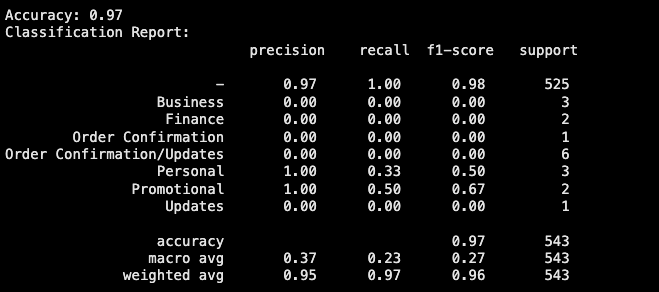 Accuracy: 0.97
Classification Report:
precision recall f1-score support
– 0.97 1.00 0.98 525
Business 0.00 0.00 0.00 3
Finance 0.00 0.00 0.00 2
Order Confirmation 0.00 0.00 0.00 1
Order Confirmation/Updates 0.00 0.00 0.00 6
Personal 1.00 0.33 0.50 3
Promotional 1.00 0.50 0.67 2
Updates 0.00 0.00 0.00 1
accuracy 0.97 543
macro avg 0.37 0.23 0.27 543
weighted avg 0.95 0.97 0.96 543